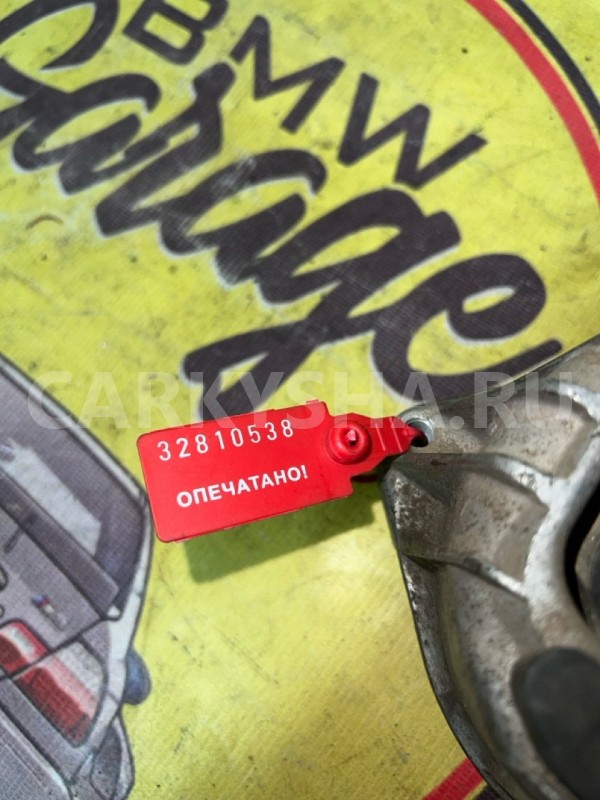 BMW
Garage
CARKYSHA.RU
32810538
ОПЕЧАТАНО!